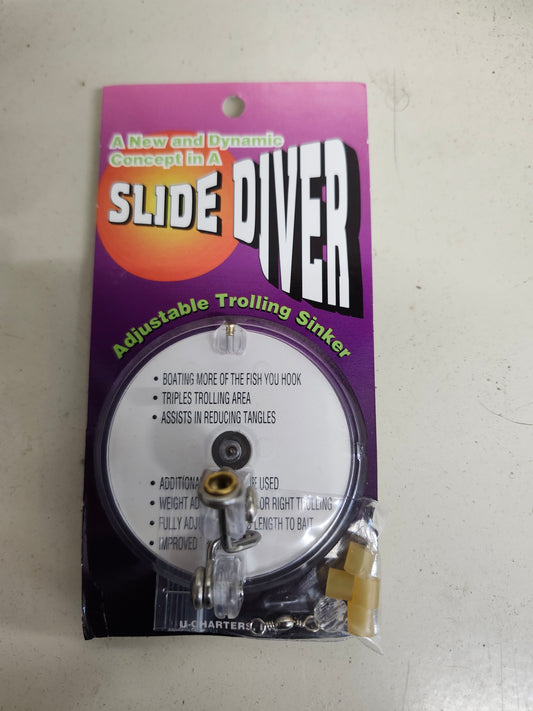 A New and Dynamic
Concept in A
SLIDE DIVER
Adjustable Trolling Sinker
• BOATING MORE OF THE FISH YOU HOOK
• TRIPLES TROLLING AREA
• ASSISTS IN REDUCING TANGLES
• ADDITIONA USED
• WEIGHT AD OR RIGHT TROLLING
• FULLY ADJ LENGTH TO BAIT
• IMPROVED
U-CHARTERS,